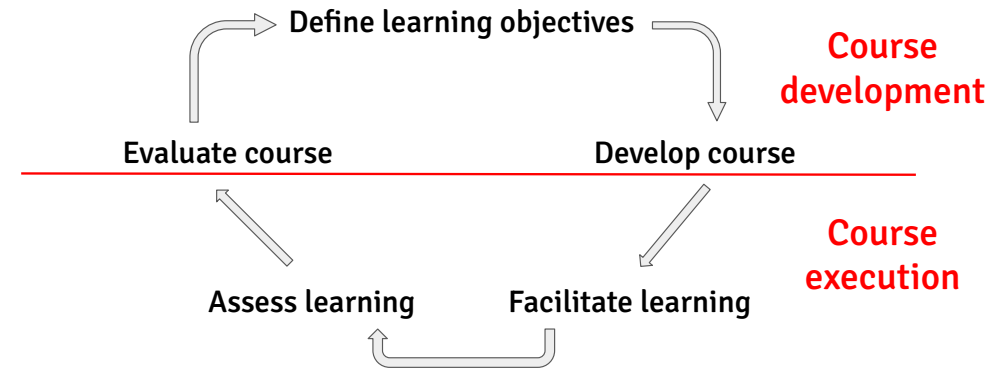 Define learning objectives
Course
development
Evaluate course
Develop course
Course
execution
Assess learning
Facilitate learning